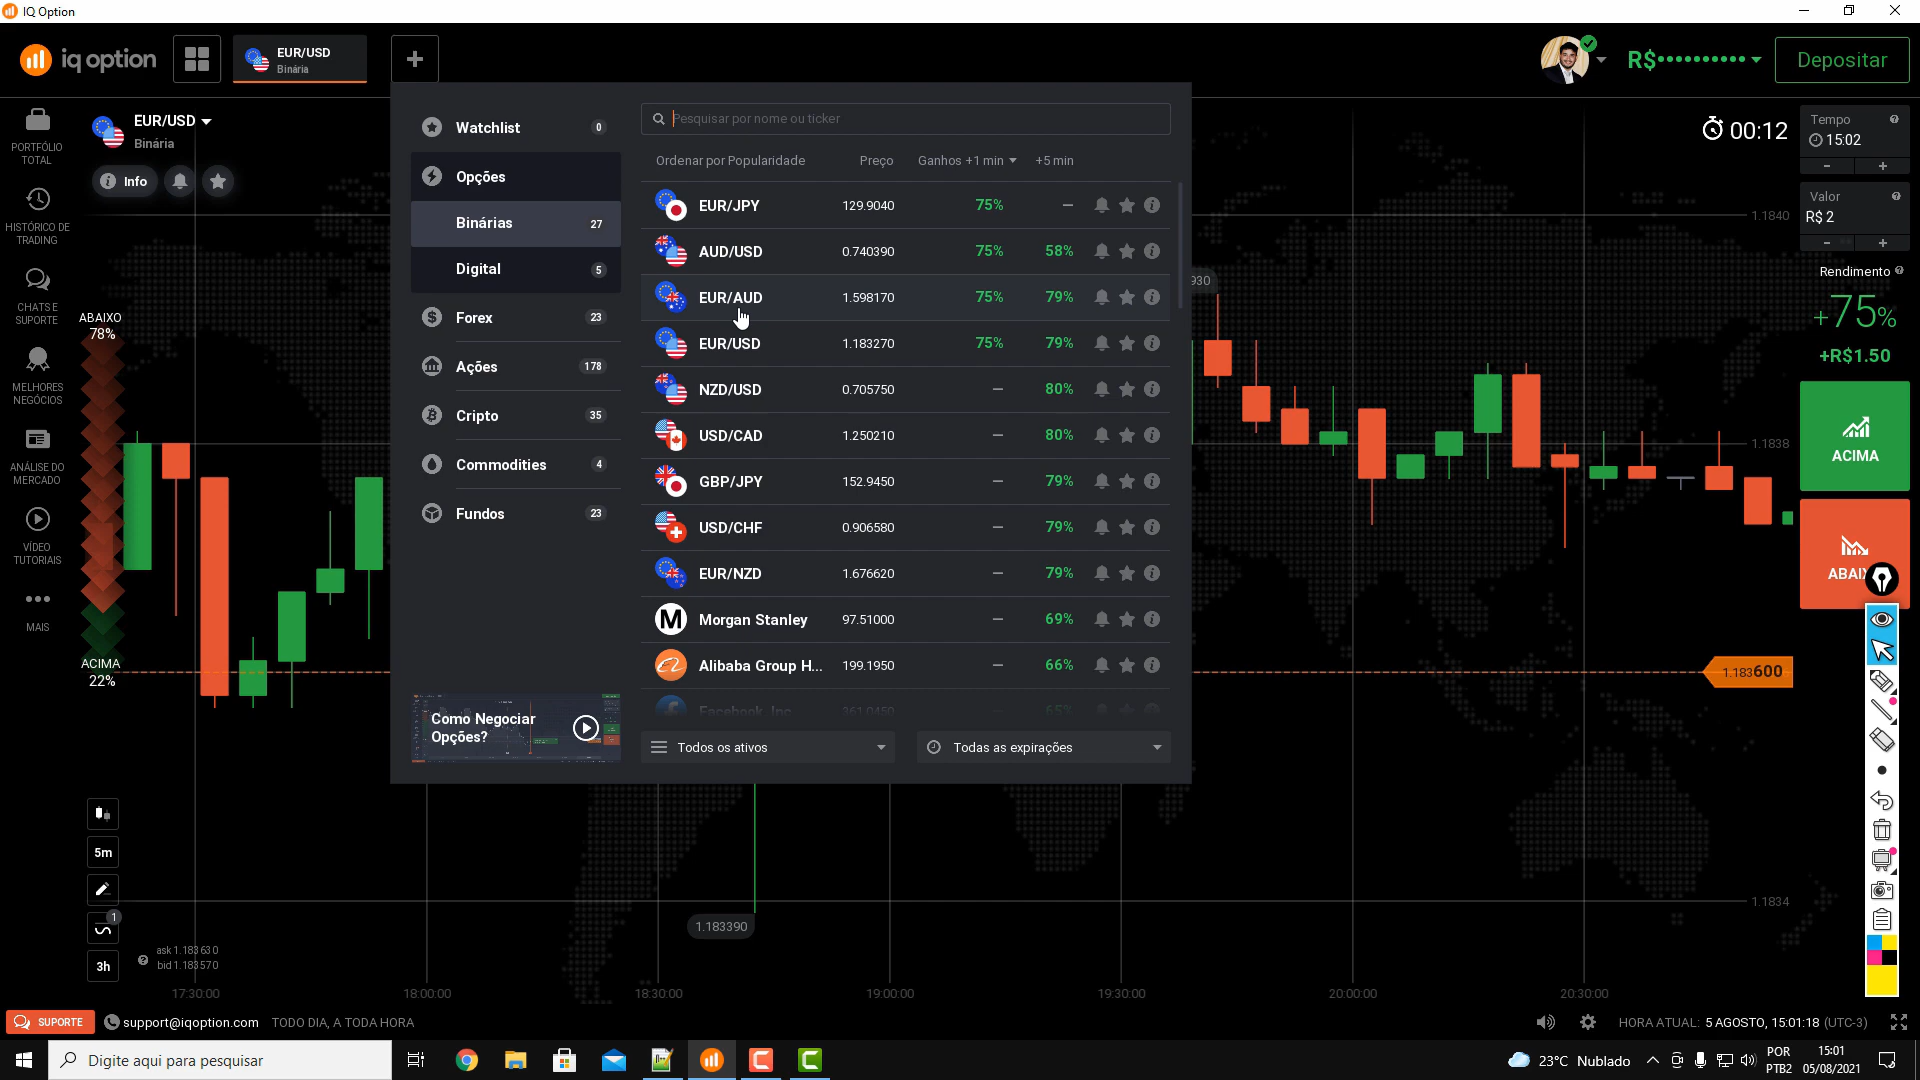 IQ Option
iq option
EUR/USD
Binária
+
R$••••••••••
Depositar
PORTFÓLIO
TOTAL
HISTÓRICO DE
TRADING
CHATS E
SUPORTE
MELHORES
NEGÓCIOS
ANÁLISE DO
MERCADO
VÍDEO
TUTORIAIS
MAIS
EUR/USD
Binária
Info
ABAIXO
78%
ACIMA
22%
Watchlist 0
Opções
Binárias 27
Digital 5
Forex 23
Ações 178
Cripto 35
Commodities 4
Fundos 23
Como Negociar
Opções?
Pesquisar por nome ou ticker
Ordenar por Popularidade Preço Ganhos +1 min +5 min
EUR/JPY 129.9040 75% –
AUD/USD 0.740390 75% 58%
EUR/AUD 1.598170 75% 79%
EUR/USD 1.183270 75% 79%
NZD/USD 0.705750 – 80%
USD/CAD 1.250210 – 80%
GBP/JPY 152.9450 – 79%
USD/CHF 0.906580 – 79%
EUR/NZD 1.676620 – 79%
M Morgan Stanley 97.51000 – 69%
Alibaba Group H... 199.1950 – 66%
Facebook, Inc. 361.0450 65%
Todos os ativos
Todas as expirações
930
00:12
Tempo
15:02
- +
Valor
R$ 2
- +
Rendimento
+75%
+R$1.50
ACIMA
1.1840
1.1838
1.183600
1.1834
1.183390
5m
1
3h
ask 1.183630
bid 1.183570
17:30:00 18:00:00 18:30:00 19:00:00 19:30:00 20:00:00 20:30:00
SUPORTE support@iqoption.com TODO DIA, A TODA HORA
HORA ATUAL: 5 AGOSTO, 15:01:18 (UTC-3)
Digite aqui para pesquisar
23°C Nublado
POR
PTB2
15:01
05/08/2021